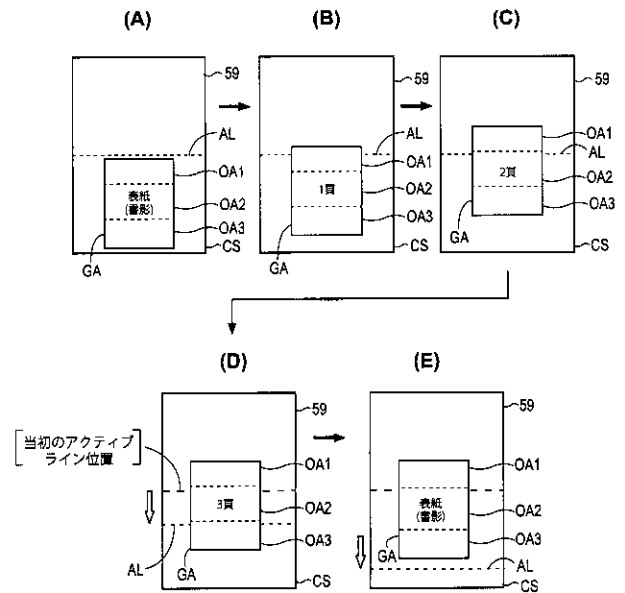 (A)
(B)
(C)
59
59
59
AL
AL
AL
OA1
OA1
OA1
表紙
(書影)
1頁
2頁
OA2
OA2
OA2
OA3
OA3
OA3
GA
GA
GA
CS
CS
CS
(D)
(E)
59
59
当初のアクティブ
ライン位置
OA1
OA1
3頁
表紙
(書影)
OA2
OA2
OA3
OA3
AL
GA
GA
AL
CS
CS